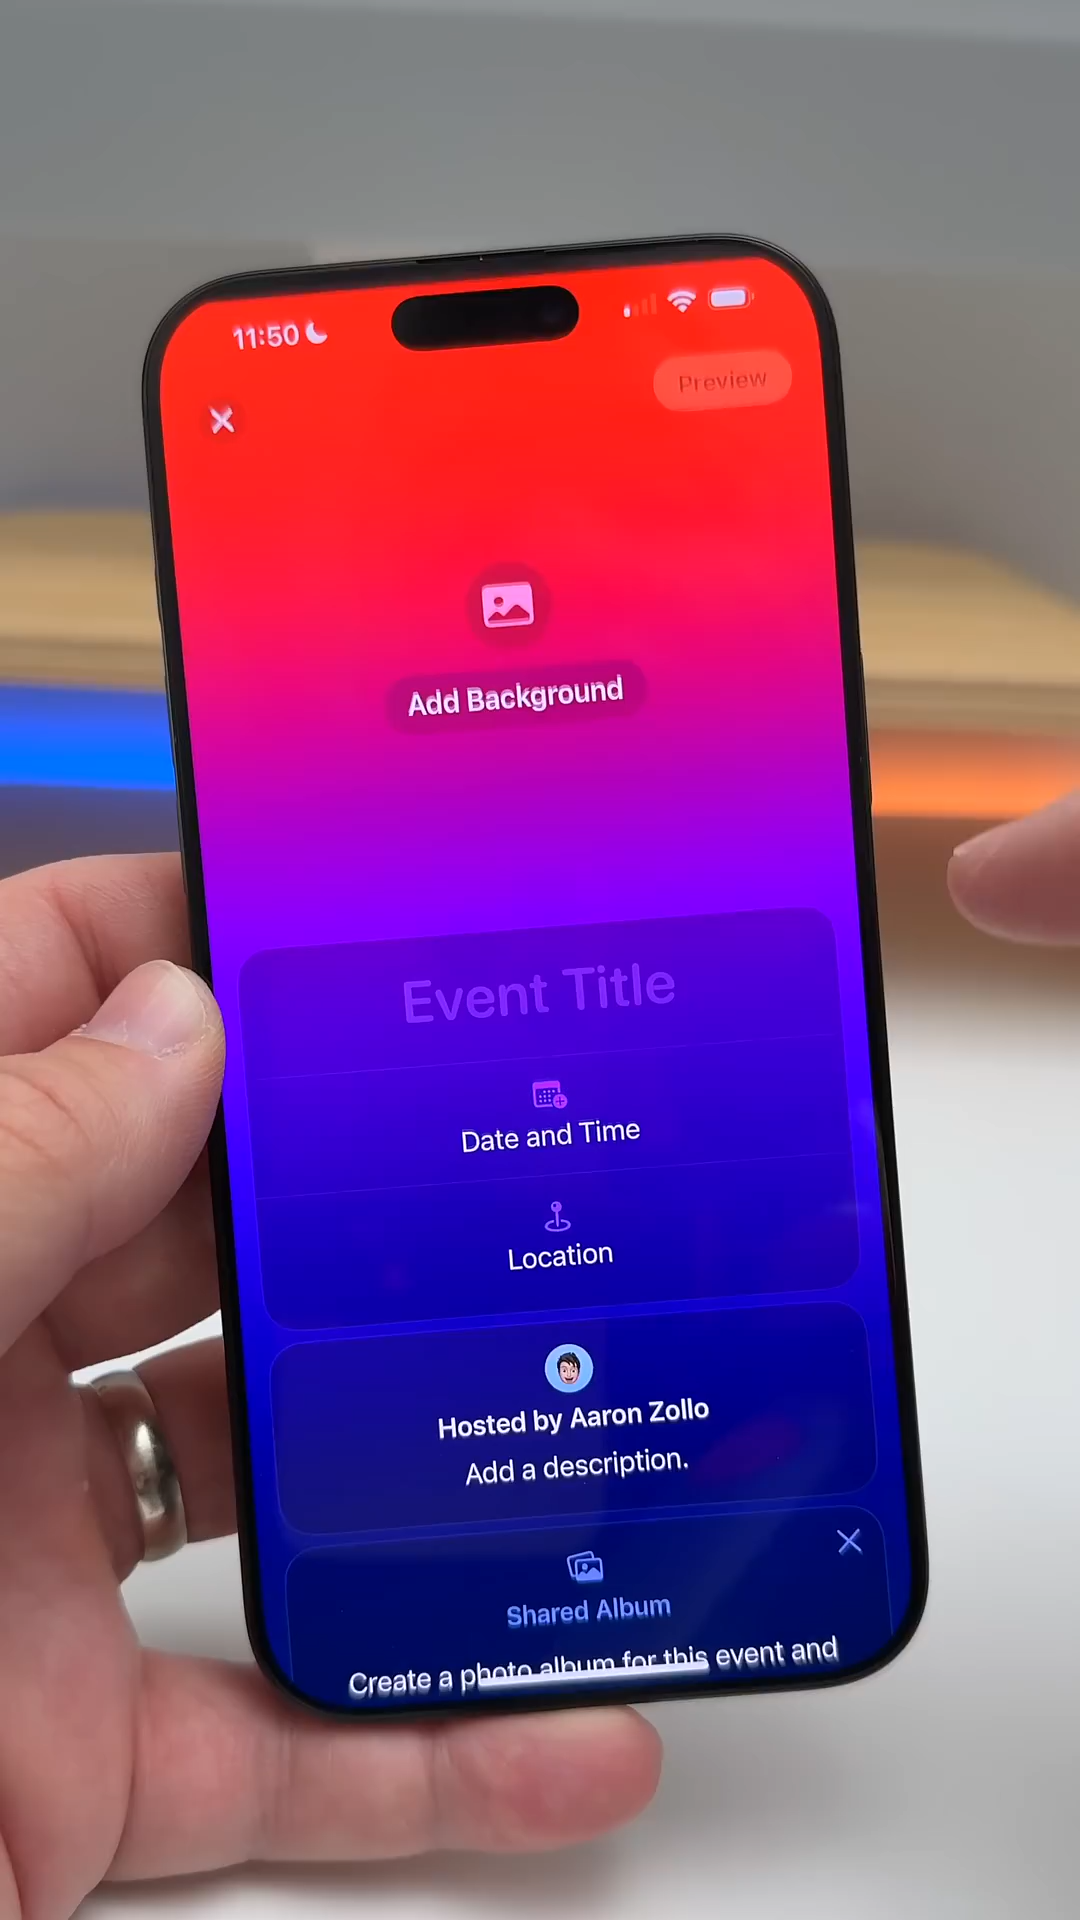 11:50
Preview
Add Background
Event Title
Date and Time
Location
Hosted by Aaron Zollo
Add a description.
Shared Album
Create a photo album for this event and